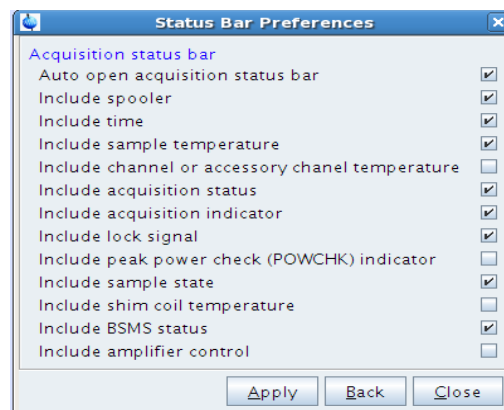 Status Bar Preferences
Acquisition status bar
Auto open acquisition status bar
Include spooler
Include time
Include sample temperature
Include channel or accessory chanel temperature
Include acquisition status
Include acquisition indicator
Include lock signal
Include peak power check (POWCHK) indicator
Include sample state
Include shim coil temperature
Include BSMS status
Include amplifier control
Apply Back Close